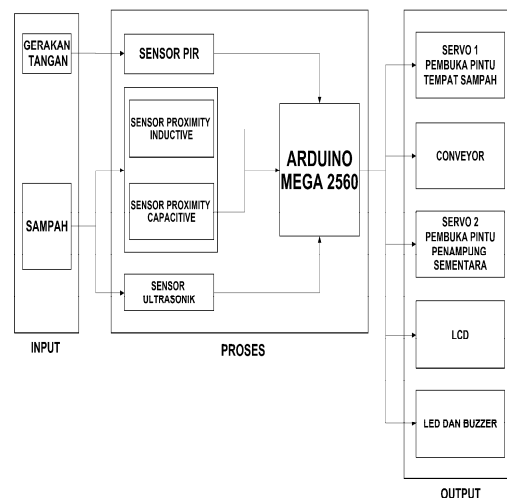 GERAKAN
TANGAN
SAMPAH
INPUT
SENSOR PIR
SENSOR PROXIMITY
INDUCTIVE
SENSOR PROXIMITY
CAPACITIVE
SENSOR
ULTRASONIK
ARDUINO
MEGA 2560
PROSES
SERVO 1
PEMBUKA PINTU
TEMPAT SAMPAH
CONVEYOR
SERVO 2
PEMBUKA PINTU
PENAMPUNG
SEMENTARA
LCD
LED DAN BUZZER
OUTPUT